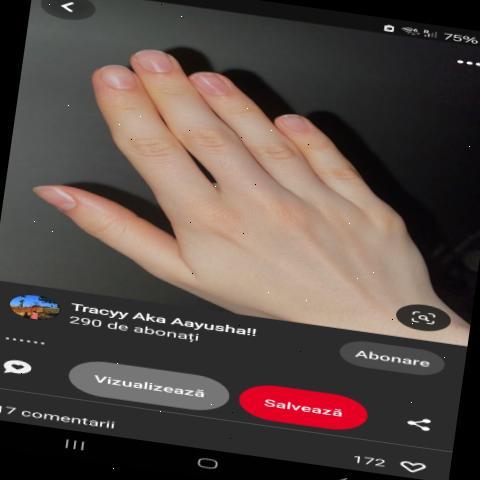 75%
Tracyy Aka Aayusha!!
290 de abonați
Abonare
Vizualizează
Salvează
17 comentarii
172